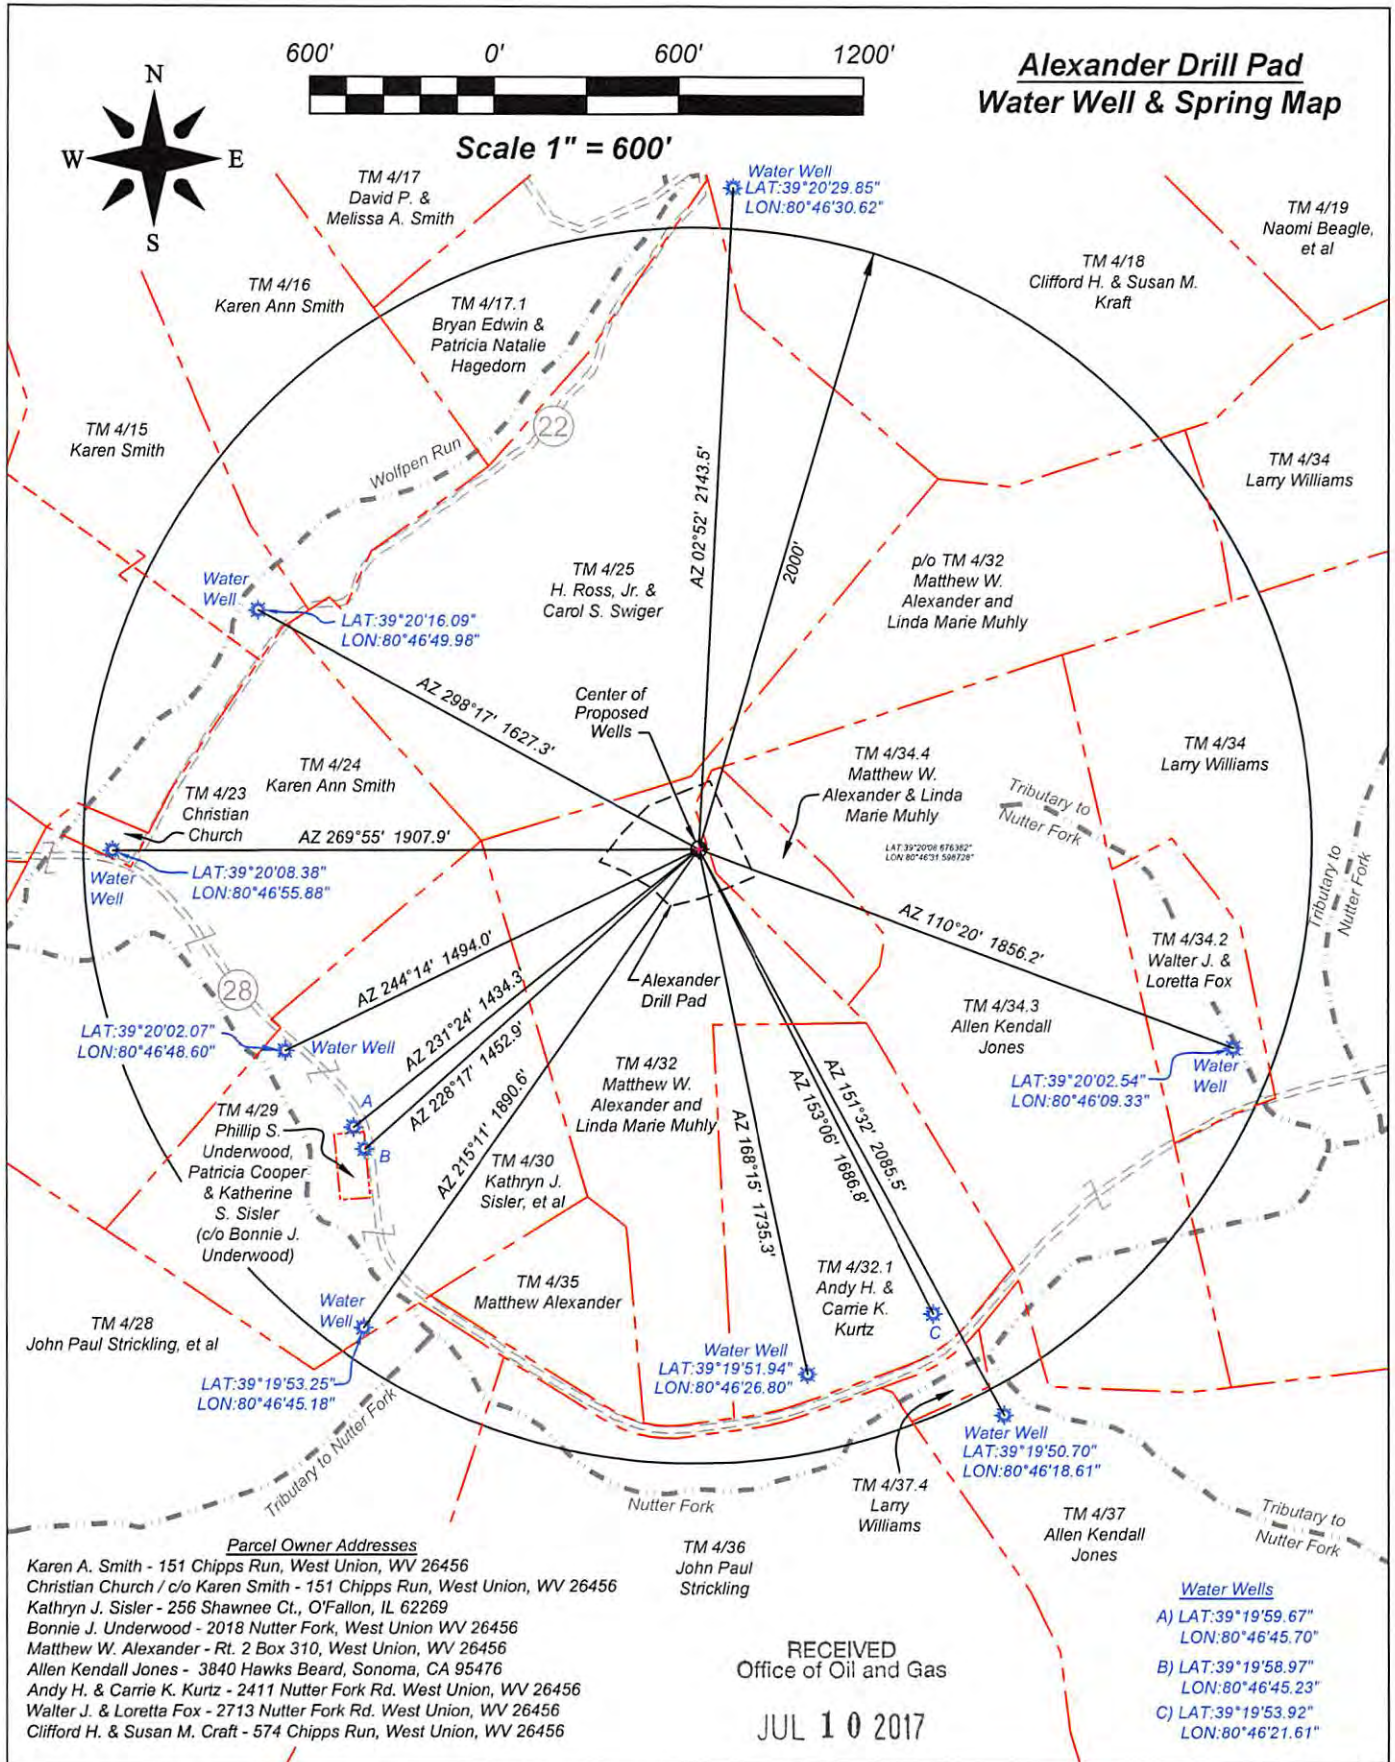 600' 0' 600' 1200'
Scale 1" = 600'
Alexander Drill Pad
Water Well & Spring Map
N
W E
S
TM 4/17
David P. &
Melissa A. Smith
Water Well
LAT:39°20'29.85"
LON:80°46'30.62"
TM 4/19
Naomi Beagle,
et al
TM 4/18
Clifford H. & Susan M.
Kraft
TM 4/16
Karen Ann Smith
TM 4/17.1
Bryan Edwin &
Patricia Natalie
Hagedorn
22
TM 4/15
Karen Smith
Wolfpen Run
TM 4/34
Larry Williams
AZ 02°52' 2143.5'
2000'
TM 4/25
H. Ross, Jr. &
Carol S. Swiger
p/o TM 4/32
Matthew W.
Alexander and
Linda Marie Muhly
Water
Well
LAT:39°20'16.09"
LON:80°46'49.98"
AZ 298°17' 1627.3'
Center of
Proposed
Wells
TM 4/24
Karen Ann Smith
TM 4/23
Christian
Church
AZ 269°55' 1907.9'
Water
Well
LAT:39°20'08.38"
LON:80°46'55.88"
TM 4/34.4
Matthew W.
Alexander & Linda
Marie Muhly
LAT:39°20'08.676382"
LON:80°46'31.598728"
TM 4/34
Larry Williams
Tributary to
Nutter Fork
Tributary to
Nutter Fork
AZ 110°20' 1856.2'
TM 4/34.2
Walter J. &
Loretta Fox
28
AZ 244°14' 1494.0'
AZ 231°24' 1434.3'
AZ 228°17' 1452.9'
AZ 215°11' 1890.6'
Alexander
Drill Pad
TM 4/34.3
Allen Kendall
Jones
LAT:39°20'02.07"
LON:80°46'48.60"
Water Well
LAT:39°20'02.54"
LON:80°46'09.33"
Water
Well
TM 4/32
Matthew W.
Alexander and
Linda Marie Muhly
AZ 151°32' 2085.5'
AZ 153°06' 1686.8'
AZ 168°15' 1735.3'
A
B
TM 4/29
Phillip S.
Underwood,
Patricia Cooper
& Katherine
S. Sisler
(c/o Bonnie J.
Underwood)
TM 4/30
Kathryn J.
Sisler, et al
TM 4/35
Matthew Alexander
TM 4/32.1
Andy H. &
Carrie K.
Kurtz
C
TM 4/28
John Paul Strickling, et al
Water
Well
LAT:39°19'53.25"
LON:80°46'45.18"
Water Well
LAT:39°19'51.94"
LON:80°46'26.80"
Water Well
LAT:39°19'50.70"
LON:80°46'18.61"
Tributary to Nutter Fork
Nutter Fork
TM 4/37.4
Larry
Williams
TM 4/37
Allen Kendall
Jones
Tributary to
Nutter Fork
TM 4/36
John Paul
Strickling
Parcel Owner Addresses
Karen A. Smith - 151 Chipps Run, West Union, WV 26456
Christian Church / c/o Karen Smith - 151 Chipps Run, West Union, WV 26456
Kathryn J. Sisler - 256 Shawnee Ct., O'Fallon, IL 62269
Bonnie J. Underwood - 2018 Nutter Fork, West Union WV 26456
Matthew W. Alexander - Rt. 2 Box 310, West Union, WV 26456
Allen Kendall Jones - 3840 Hawks Beard, Sonoma, CA 95476
Andy H. & Carrie K. Kurtz - 2411 Nutter Fork Rd. West Union, WV 26456
Walter J. & Loretta Fox - 2713 Nutter Fork Rd. West Union, WV 26456
Clifford H. & Susan M. Craft - 574 Chipps Run, West Union, WV 26456
RECEIVED
Office of Oil and Gas
JUL 10 2017
Water Wells
A) LAT:39°19'59.67"
LON:80°46'45.70"
B) LAT:39°19'58.97"
LON:80°46'45.23"
C) LAT:39°19'53.92"
LON:80°46'21.61"